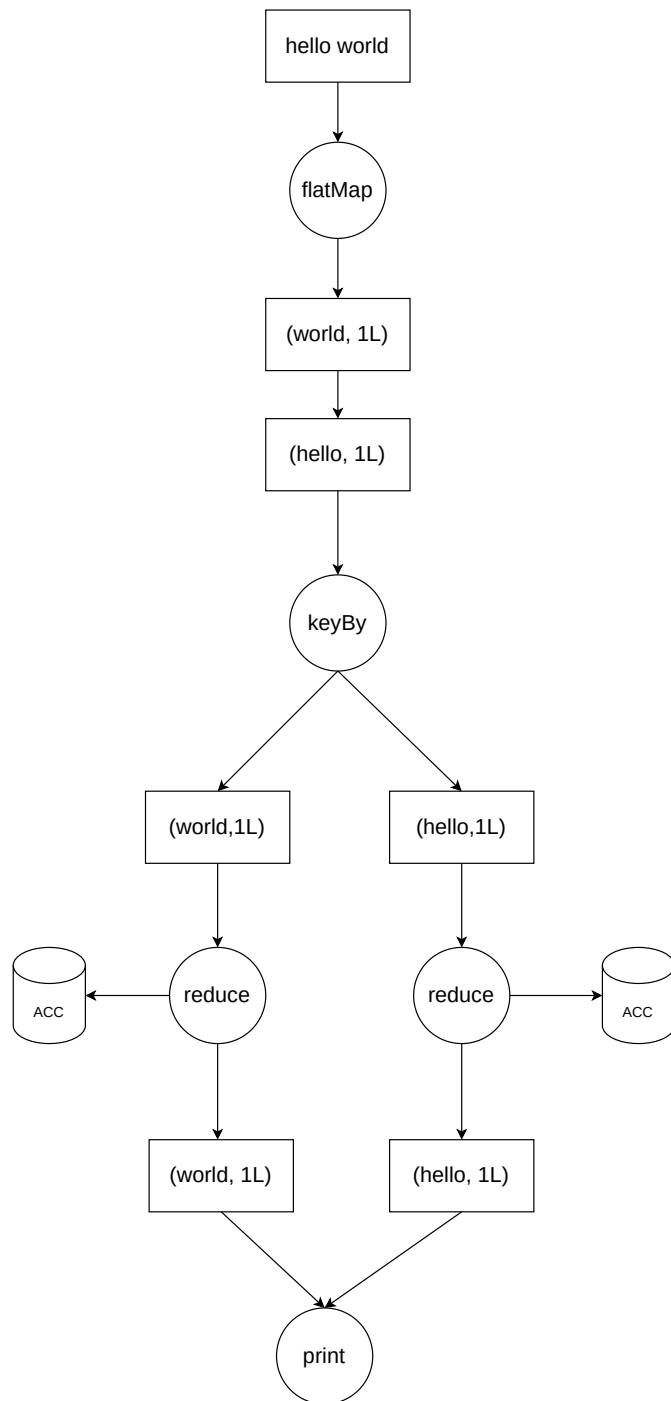 hello world
flatMap
(world, 1L)
(hello, 1L)
keyBy
(world,1L)
(hello,1L)
ACC
reduce
reduce
ACC
(world, 1L)
(hello, 1L)
print